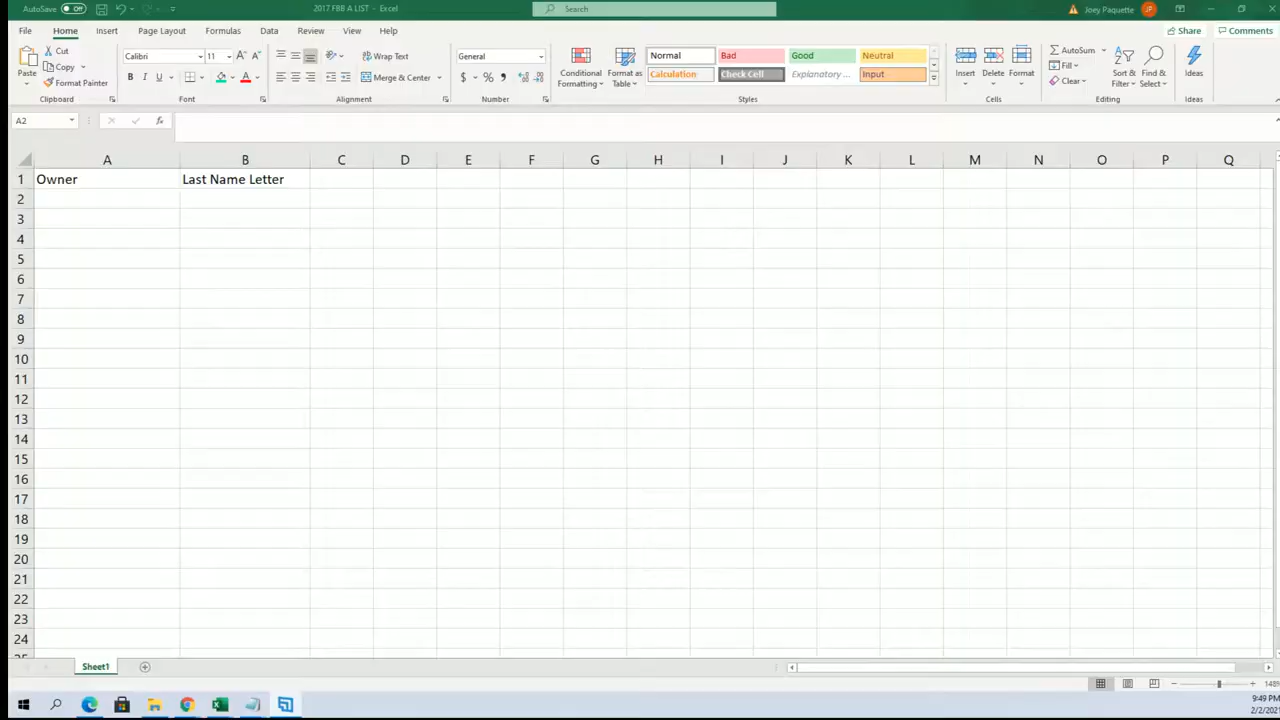 AutoSave Off 2017 FBB A LIST - Excel Search Joey Paquette JP
File Home Insert Page Layout Formulas Data Review View Help Share Comments
Paste Cut Copy Format Painter
Calibri 11 A A B I U A
Wrap Text Merge & Center
General $ % ,
Conditional Formatting Format as Table
Normal Bad Good Neutral
Calculation Check Cell Explanatory ... Input
Insert Delete Format
AutoSum Fill Clear
Sort & Filter Find & Select Ideas
Clipboard Font Alignment Number Styles Cells Editing Ideas
A2 fx
A B C D E F G H I J K L M N O P Q
1 Owner Last Name Letter
2
3
4
5
6
7
8
9
10
11
12
13
14
15
16
17
18
19
20
21
22
23
24
25
Sheet1
148%
9:49 PM
2/2/2021